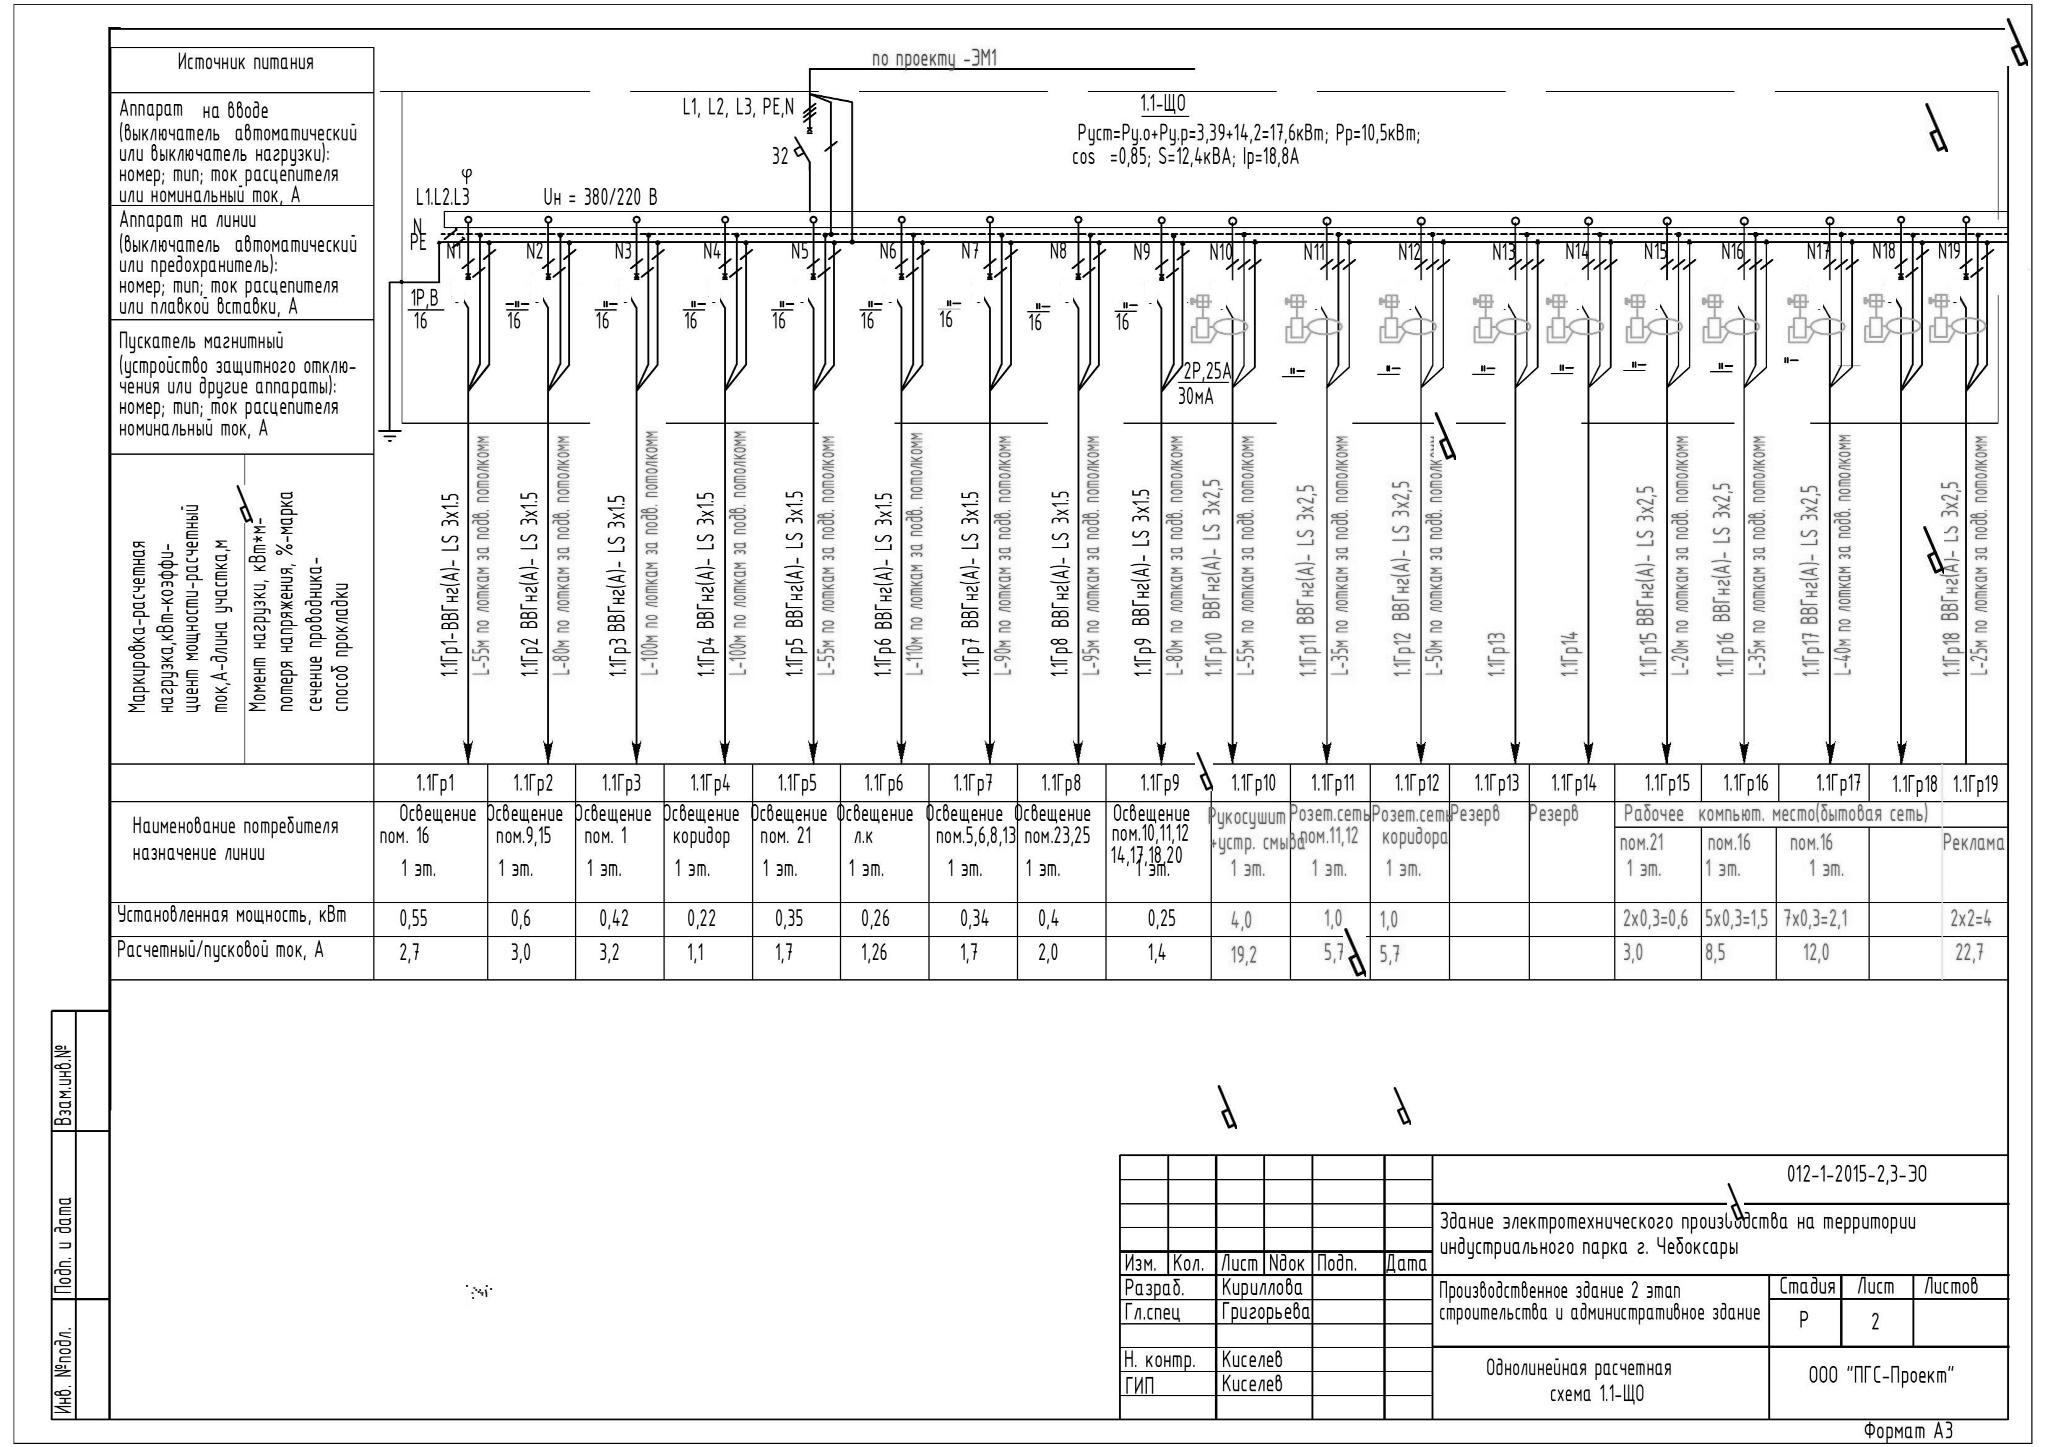 по проекту -ЭМ1
Источник питания
Аппарат на вводе
(выключатель автоматический
или выключатель нагрузки):
номер; тип; ток расцепителя
или номинальный ток, А
L1, L2, L3, PE,N
32
1.1-ЩО
Руст=Ру.о+Ру.р=3,39+14,2=17,6кВт; Рр=10,5кВт;
cos =0,85; S=12,4кВА; Iр=18,8А
φ
L1.L2.L3
Uн = 380/220 В
N
PE
Аппарат на линии
(выключатель автоматический
или предохранитель):
номер; тип; ток расцепителя
или плавкой вставки, А
N1 N2 N3 N4 N5 N6 N7 N8 N9 N10 N11 N12 N13 N14 N15 N16 N17 N18 N19
1Р,В
16 16 16 16 16 16 16 16 16
Пускатель магнитный
(устройство защитного отклю-
чения или другие аппараты):
номер; тип; ток расцепителя
номинальный ток, А
2Р,25А
30мА
Маркировка-расчетная
нагрузка,кВт-коэффи-
циент мощности-расчетный
ток,А-длина участка,м
Момент нагрузки, кВт*м-
потеря напряжения, %-марка
сечение проводника-
способ прокладки
1.1Гр1-ВВГнг(А)- LS 3х1.5
L-55м по лоткам за подв. потолкомм
1.1Гр2 ВВГнг(А)- LS 3х1.5
L-80м по лоткам за подв. потолкомм
1.1Гр3 ВВГнг(А)- LS 3х1.5
L-100м по лоткам за подв. потолкомм
1.1Гр4 ВВГнг(А)- LS 3х1.5
L-100м по лоткам за подв. потолкомм
1.1Гр5 ВВГнг(А)- LS 3х1.5
L-55м по лоткам за подв. потолкомм
1.1Гр6 ВВГнг(А)- LS 3х1.5
L-110м по лоткам за подв. потолкомм
1.1Гр7 ВВГнг(А)- LS 3х1.5
L-90м по лоткам за подв. потолкомм
1.1Гр8 ВВГнг(А)- LS 3х1.5
L-95м по лоткам за подв. потолкомм
1.1Гр9 ВВГнг(А)- LS 3х1.5
L-80м по лоткам за подв. потолкомм
1.1Гр10 ВВГнг(А)- LS 3х2,5
L-55м по лоткам за подв. потолкомм
1.1Гр11 ВВГнг(А)- LS 3х2,5
L-35м по лоткам за подв. потолкомм
1.1Гр12 ВВГнг(А)- LS 3х2,5
L-50м по лоткам за подв.
1.1Гр13
1.1Гр14
1.1Гр15 ВВГнг(А)- LS 3х2,5
L-20м по лоткам за подв. потолкомм
1.1Гр16 ВВГнг(А)- LS 3х2,5
L-35м по лоткам за подв. потолкомм
1.1Гр17 ВВГнг(А)- LS 3х2,5
L-40м по лоткам за подв. потолкомм
1.1Гр18 ВВГнг(А)- LS 3х2,5
L-25м по лоткам за подв. потолкомм
1.1Гр1 1.1Гр2 1.1Гр3 1.1Гр4 1.1Гр5 1.1Гр6 1.1Гр7 1.1Гр8 1.1Гр9 1.1Гр10 1.1Гр11 1.1Гр12 1.1Гр13 1.1Гр14 1.1Гр15 1.1Гр16 1.1Гр17 1.1Гр18 1.1Гр19
Наименование потребителя
назначение линии
Освещение
пом. 16
1 эт.
Освещение
пом.9,15
1 эт.
Освещение
пом. 1
1 эт.
Освещение
коридор
1 эт.
Освещение
пом. 21
1 эт.
Освещение
л.к
1 эт.
Освещение
пом.5,6,8,13
1 эт.
Освещение
пом.23,25
1 эт.
Освещение
пом.10,11,12
14,17,18,20
1 эт.
Рукосушит
+устр. смыва
1 эт.
Розет.сеть
пом.11,12
1 эт.
Розет.сеть
коридора
1 эт.
Резерв
Резерв
Рабочее компьют. место(бытовая сеть)
пом.21
1 эт.
пом.16
1 эт.
пом.16
1 эт.
Реклама
Установленная мощность, кВт 0,55 0,6 0,42 0,22 0,35 0,26 0,34 0,4 0,25 4,0 1,0 1,0 2х0,3=0,6 5х0,3=1,5 7х0,3=2,1 2х2=4
Расчетный/пусковой ток, А 2,7 3,0 3,2 1,1 1,7 1,26 1,7 2,0 1,4 19,2 5,7 5,7 3,0 8,5 12,0 22,7
Взам.инв.№
Подп. и дата
Инв. №подл.
012-1-2015-2,3-ЭО
Здание электротехнического производства на территории
индустриального парка г. Чебоксары
Изм. Кол. Лист Nдок Подп. Дата
Разраб. Кириллова
Гл.спец Григорьева
Н. контр. Киселев
ГИП Киселев
Производственное здание 2 этап
строительства и административное здание
Стадия Лист Листов
Р 2
Однолинейная расчетная
схема 1.1-ЩО
ООО "ПГС-Проект"
Формат А3